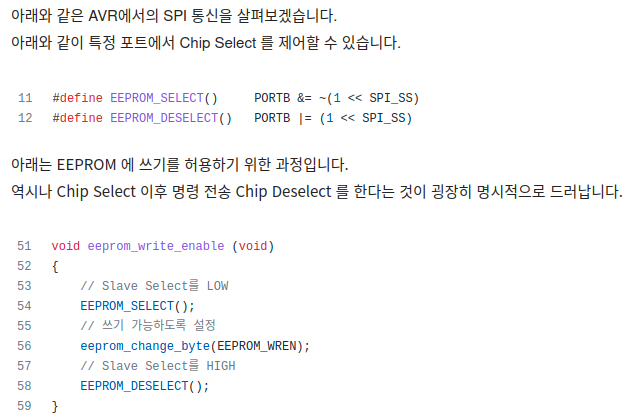 아래와 같은 AVR에서의 SPI 통신을 살펴보겠습니다.
아래와 같이 특정 포트에서 Chip Select 를 제어할 수 있습니다.
11 #define EEPROM_SELECT() PORTB &= ~(1 << SPI_SS)
12 #define EEPROM_DESELECT() PORTB |= (1 << SPI_SS)
아래는 EEPROM 에 쓰기를 허용하기 위한 과정입니다.
역시나 Chip Select 이후 명령 전송 Chip Deselect 를 한다는 것이 굉장히 명시적으로 드러납니다.
51 void eeprom_write_enable (void)
52 {
53 // Slave Select를 LOW
54 EEPROM_SELECT();
55 // 쓰기 가능하도록 설정
56 eeprom_change_byte(EEPROM_WREN);
57 // Slave Select를 HIGH
58 EEPROM_DESELECT();
59 }